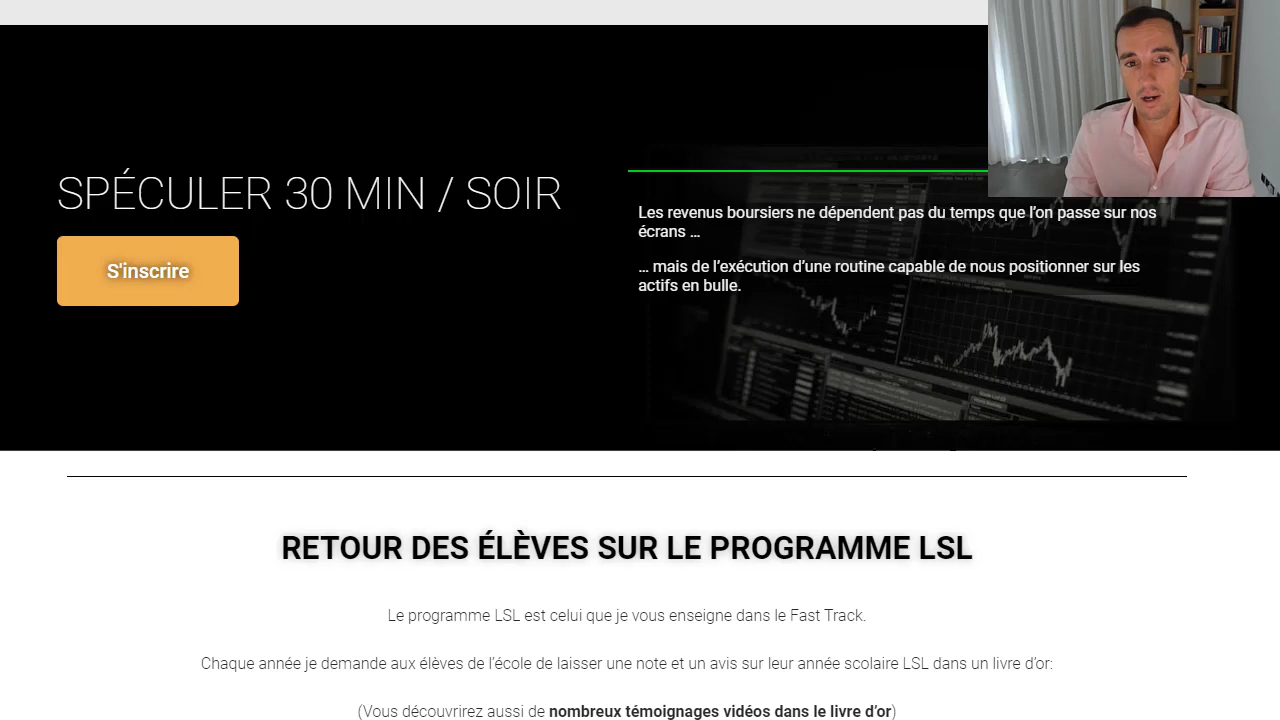 SPÉCULER 30 MIN / SOIR
S'inscrire
Les revenus boursiers ne dépendent pas du temps que l’on passe sur nos
écrans ...
... mais de l’exécution d’une routine capable de nous positionner sur les
actifs en bulle.
RETOUR DES ÉLÈVES SUR LE PROGRAMME LSL
Le programme LSL est celui que je vous enseigne dans le Fast Track.
Chaque année je demande aux élèves de l’école de laisser une note et un avis sur leur année scolaire LSL dans un livre d’or:
(Vous découvrirez aussi de nombreux témoignages vidéos dans le livre d’or)